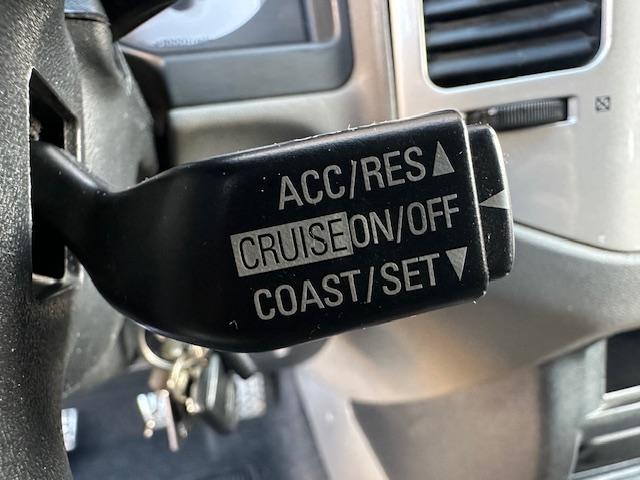 ACC/RES▲
CRUISE ON/OFF
COAST/SET▼